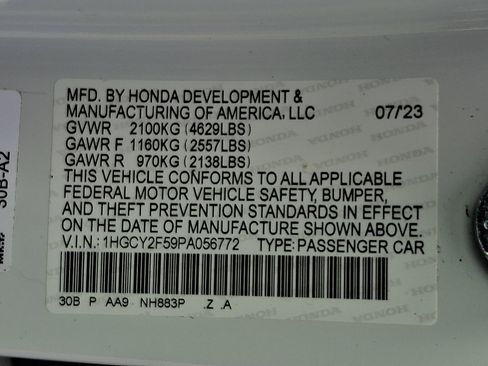 MFD. BY HONDA DEVELOPMENT &
MANUFACTURING OF AMERICA, LLC 07/'23
GVWR 2100KG (4629LBS)
GAWR F 1160KG (2557LBS)
GAWR R 970KG (2138LBS)
THIS VEHICLE CONFORMS TO ALL APPLICABLE
FEDERAL MOTOR VEHICLE SAFETY, BUMPER,
AND THEFT PREVENTION STANDARDS IN EFFECT
ON THE DATE OF MANUFACTURE SHOWN ABOVE.
V.I.N.: 1HGCY2F59PA056772 TYPE: PASSENGER CAR
30B P AA9 NH883P .Z .A
30B-A2